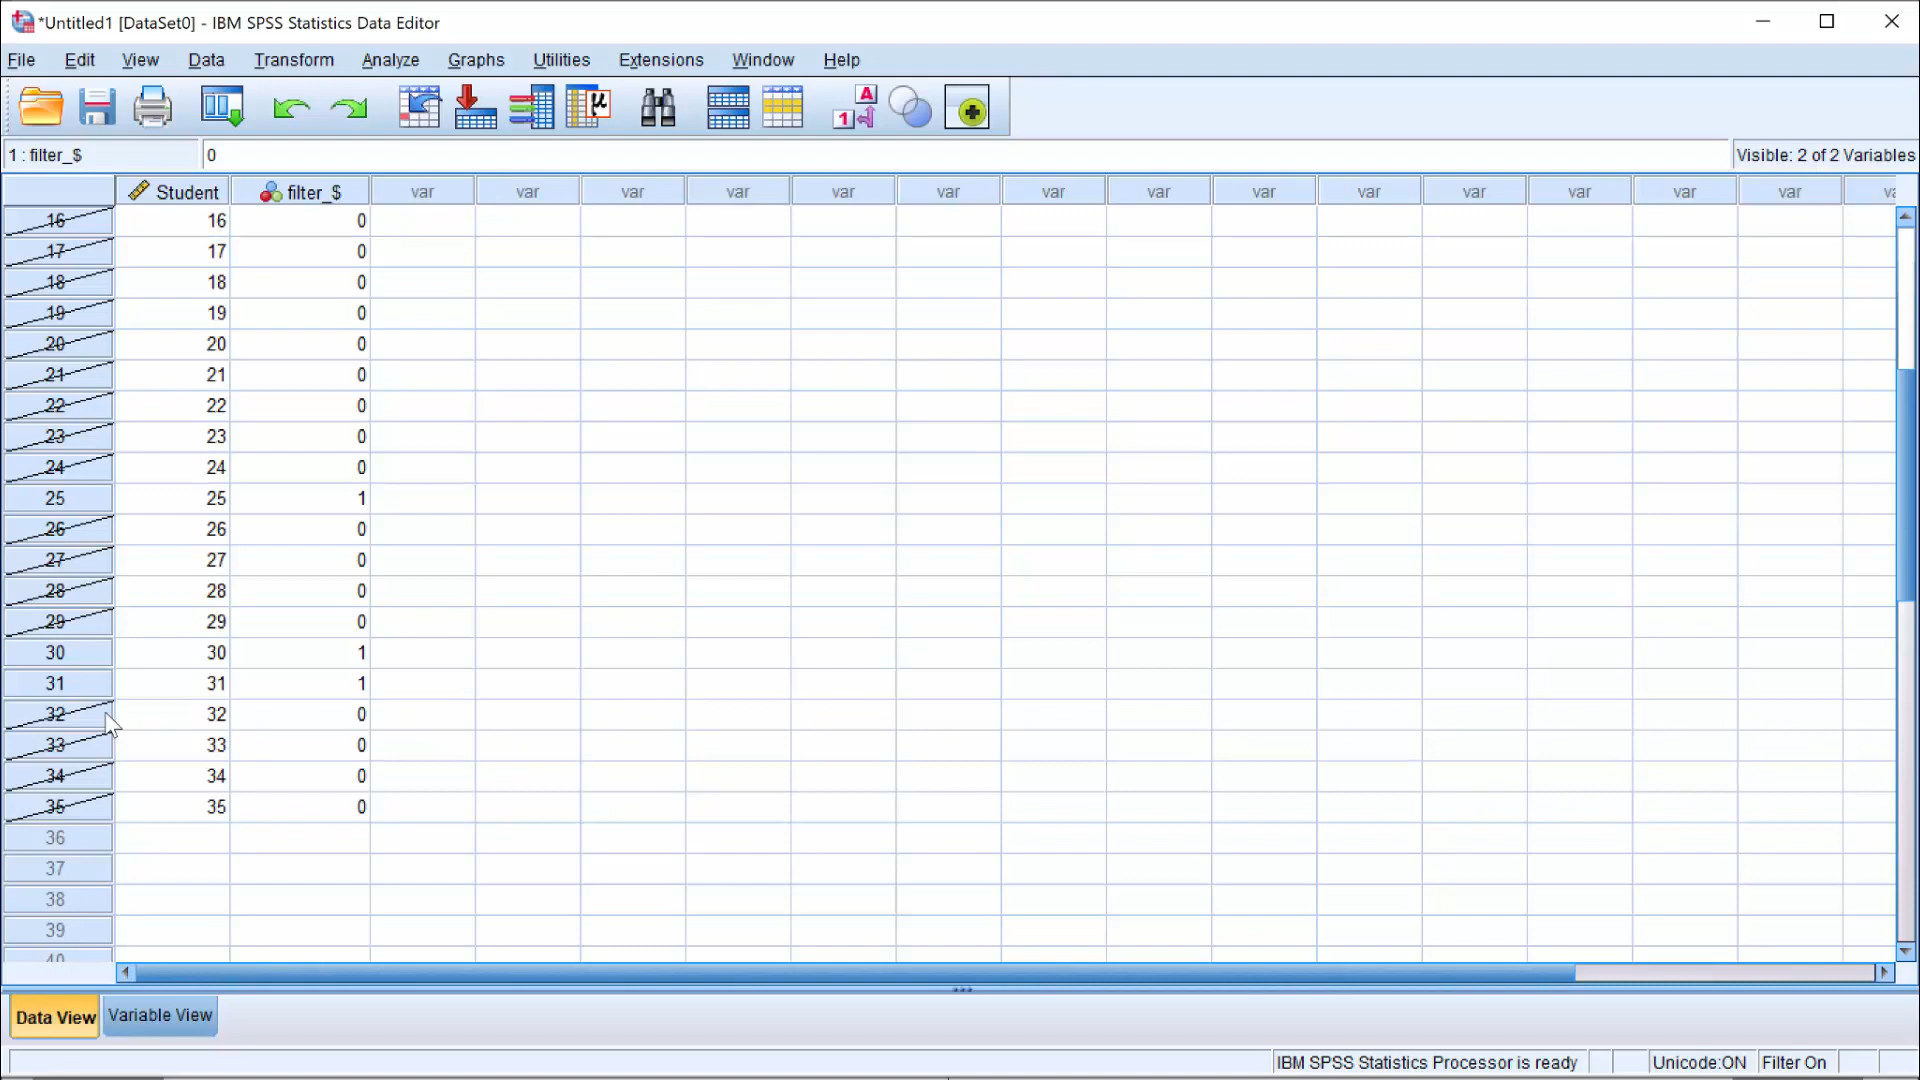 *Untitled1 [DataSet0] - IBM SPSS Statistics Data Editor
File Edit View Data Transform Analyze Graphs Utilities Extensions Window Help
1 : filter_$ 0 Visible: 2 of 2 Variables
Student filter_$ var var var var var var var var var var var var var var
16 16 0
17 17 0
18 18 0
19 19 0
20 20 0
21 21 0
22 22 0
23 23 0
24 24 0
25 25 1
26 26 0
27 27 0
28 28 0
29 29 0
30 30 1
31 31 1
32 32 0
33 33 0
34 34 0
35 35 0
36
37
38
39
40
Data View Variable View
IBM SPSS Statistics Processor is ready Unicode:ON Filter On